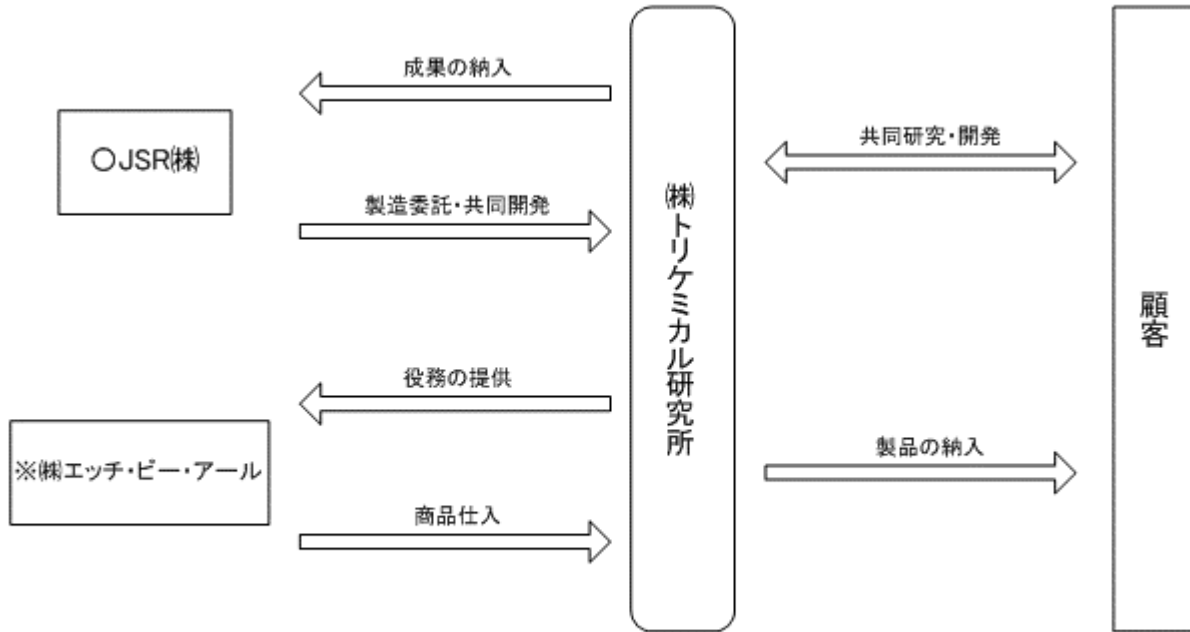 成果の納入
○JSR㈱
製造委託・共同開発
役務の提供
※㈱エッチ・ビー・アール
商品仕入
㈱トリケミカル研究所
共同研究・開発
製品の納入
顧客